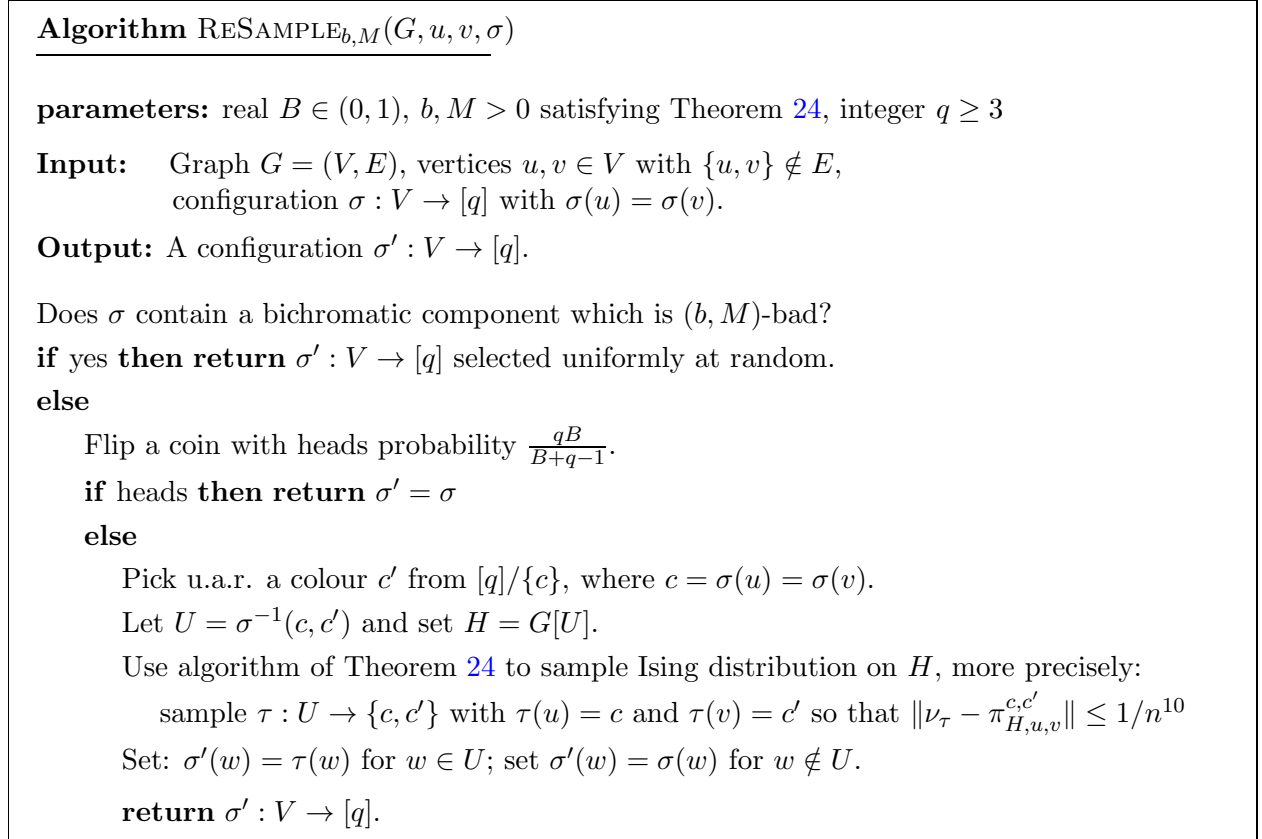 Algorithm RESAMPLE_{b,M}(G, u, v, σ)
parameters: real B ∈ (0, 1), b, M > 0 satisfying Theorem 24, integer q ≥ 3
Input: Graph G = (V, E), vertices u, v ∈ V with {u, v} ∉ E,
configuration σ : V → [q] with σ(u) = σ(v).
Output: A configuration σ′ : V → [q].
Does σ contain a bichromatic component which is (b, M)-bad?
if yes then return σ′ : V → [q] selected uniformly at random.
else
Flip a coin with heads probability \frac{qB}{B+q−1}.
if heads then return σ′ = σ
else
Pick u.a.r. a colour c′ from [q]/{c}, where c = σ(u) = σ(v).
Let U = σ^{−1}(c, c′) and set H = G[U].
Use algorithm of Theorem 24 to sample Ising distribution on H, more precisely:
sample τ : U → {c, c′} with τ(u) = c and τ(v) = c′ so that ‖ν_τ − π^{c,c′}_{H,u,v}‖ ≤ 1/n^{10}
Set: σ′(w) = τ(w) for w ∈ U; set σ′(w) = σ(w) for w ∉ U.
return σ′ : V → [q].